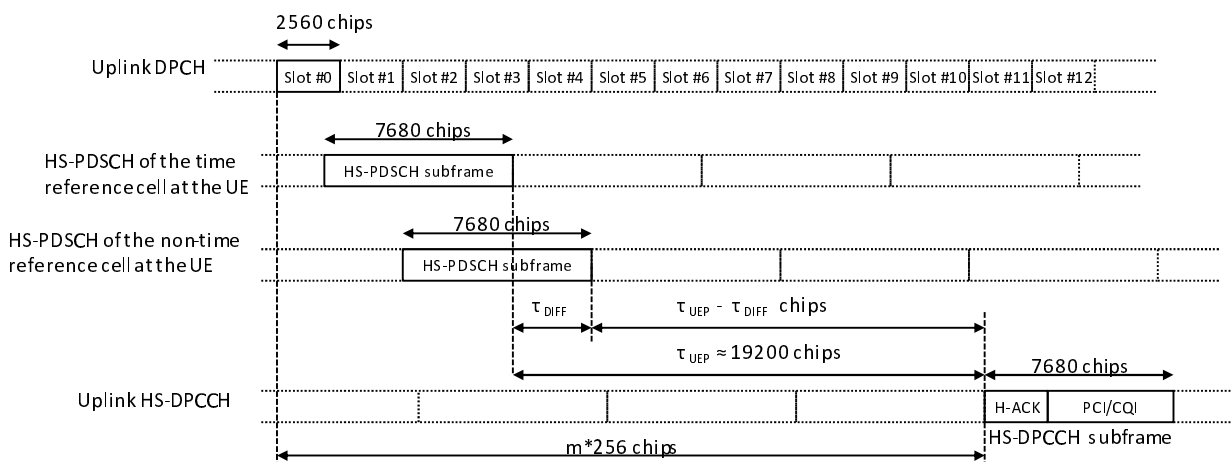 2560 chips
Uplink DPCH
Slot #0 Slot #1 Slot #2 Slot #3 Slot #4 Slot #5 Slot #6 Slot #7 Slot #8 Slot #9 Slot #10 Slot #11 Slot #12
7680 chips
HS-PDSCH of the time
reference cell at the UE
HS-PDSCH subframe
7680 chips
HS-PDSCH of the non-time
reference cell at the UE
HS-PDSCH subframe
τ DIFF
τ UEP - τ DIFF chips
τ UEP ≈ 19200 chips
7680 chips
Uplink HS-DPCCH
H-ACK PCI/CQI
HS-DPCCH subframe
m*256 chips